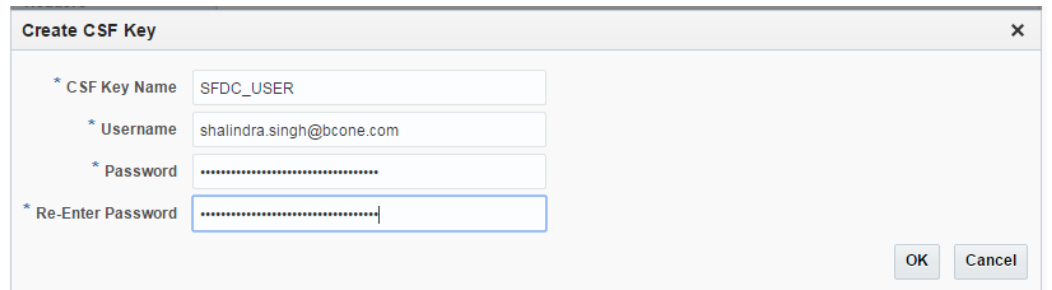 Create CSF Key
* CSF Key Name SFDC_USER
* Username shalindra.singh@bcone.com
* Password ••••••••••••••••••••••••••••••••••••
* Re-Enter Password ••••••••••••••••••••••••••••••••••••
OK Cancel